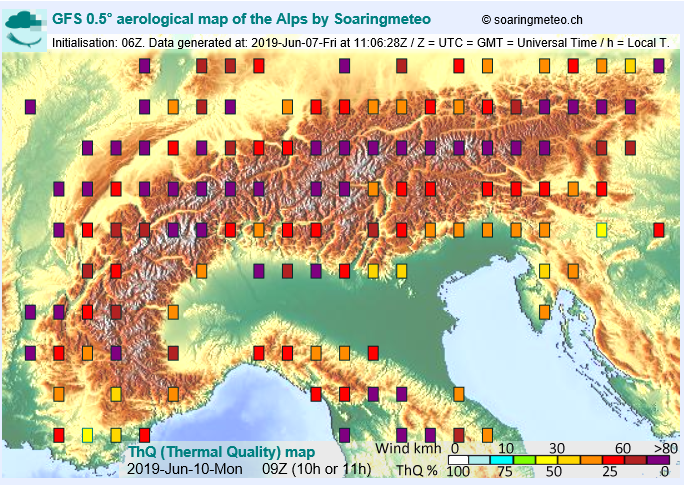 GFS 0.5° aerological map of the Alps by Soaringmeteo © soaringmeteo.ch
Initialisation: 06Z. Data generated at: 2019-Jun-07-Fri at 11:06:28Z / Z = UTC = GMT = Universal Time / h = Local T.
ThQ (Thermal Quality) map
2019-Jun-10-Mon 09Z (10h or 11h)
Wind kmh 0 10 30 60 >80
ThQ % 100 75 50 25 0